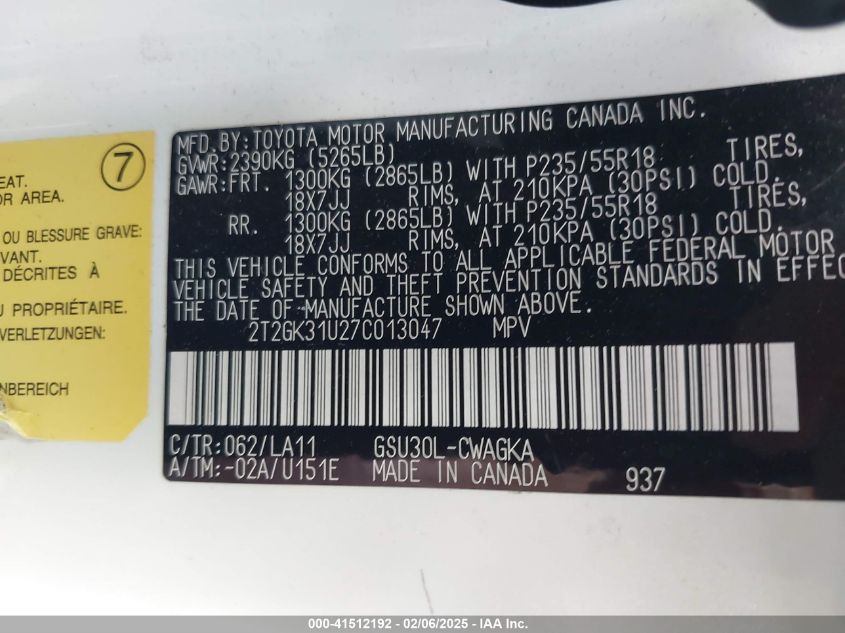 7
EAT.
OR AREA.
OU BLESSURE GRAVE:
VANT.
DÉCRITES À
U PROPRIÉTAIRE.
VERLETZUNGEN:
NBEREICH
MFD. BY: TOYOTA MOTOR MANUFACTURING CANADA INC.
GVWR: 2390KG (5265LB)
GAWR: FRT. 1300KG (2865LB) WITH P235/55R18 TIRES,
18X7JJ RIMS, AT 210KPA (30PSI) COLD.
RR. 1300KG (2865LB) WITH P235/55R18 TIRES,
18X7JJ RIMS, AT 210KPA (30PSI) COLD.
THIS VEHICLE CONFORMS TO ALL APPLICABLE FEDERAL MOTOR
VEHICLE SAFETY AND THEFT PREVENTION STANDARDS IN EFFEC
THE DATE OF MANUFACTURE SHOWN ABOVE.
2T2GK31U27C013047 MPV
C/TR: 062/LA11 GSU30L-CWAGKA
A/TM: -02A/U151E MADE IN CANADA 937
000-41512192 - 02/06/2025 - IAA Inc.